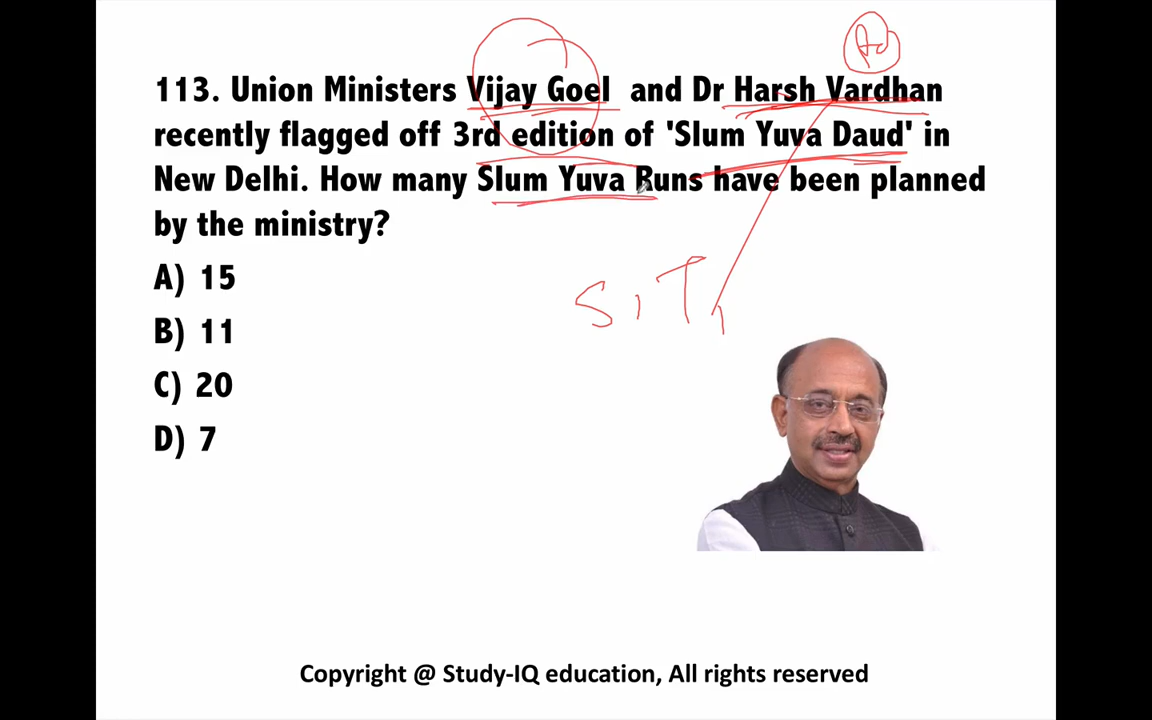 113. Union Ministers Vijay Goel and Dr Harsh Vardhan
recently flagged off 3rd edition of 'Slum Yuva Daud' in
New Delhi. How many Slum Yuva Runs have been planned
by the ministry?
A) 15
B) 11
C) 20
D) 7
S, T,
Copyright @ Study-IQ education, All rights reserved